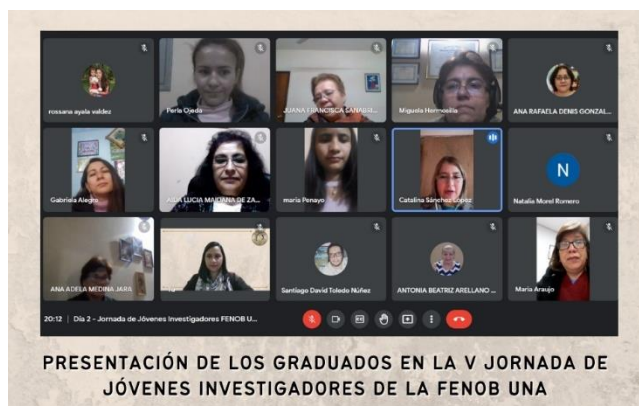 rossana ayala valdez
Perla Ojeda
JUANA FRANCISCA SANABRI...
Miguela Hermosilla
ANA RAFAELA DENIS GONZAL...
Gabriela Alegre
AIDA LUCIA MAIDANA DE ZA...
maria Penayo
Catalina Sánchez López
N
Natalia Morel Romero
ANA ADELA MEDINA JARA
Santiago David Toledo Núñez
ANTONIA BEATRIZ ARELLANO ...
Maria Araujo
20:12 | Día 2 - Jornada de Jóvenes Investigadores FENOB U...
PRESENTACIÓN DE LOS GRADUADOS EN LA V JORNADA DE
JÓVENES INVESTIGADORES DE LA FENOB UNA